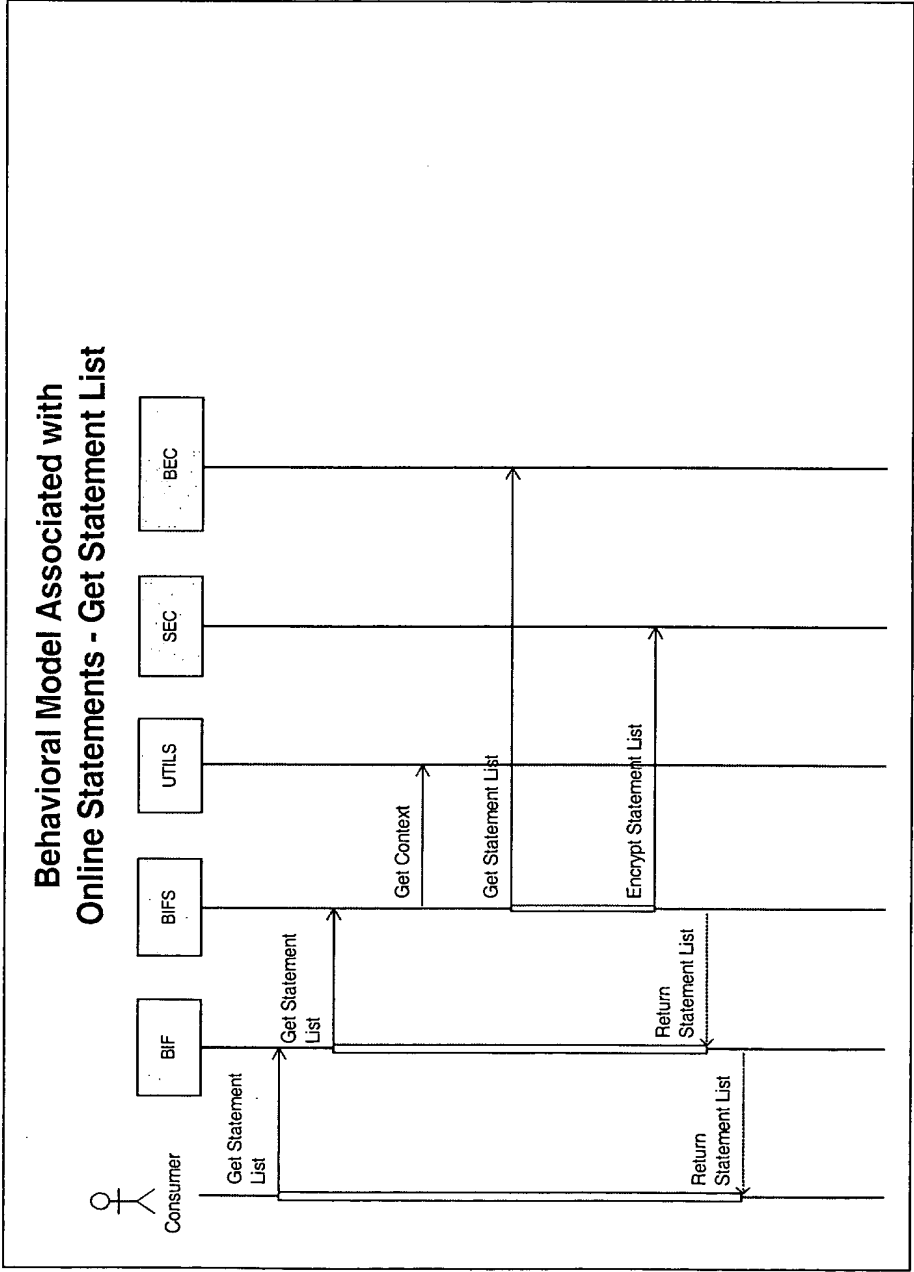 Behavioral Model Associated with
Online Statements - Get Statement List
Consumer
BIF
BIFS
UTILS
SEC
BEC
Get Statement
List
Get Statement
List
Get Context
Get Statement List
Encrypt Statement List
Return
Statement List
Return
Statement List